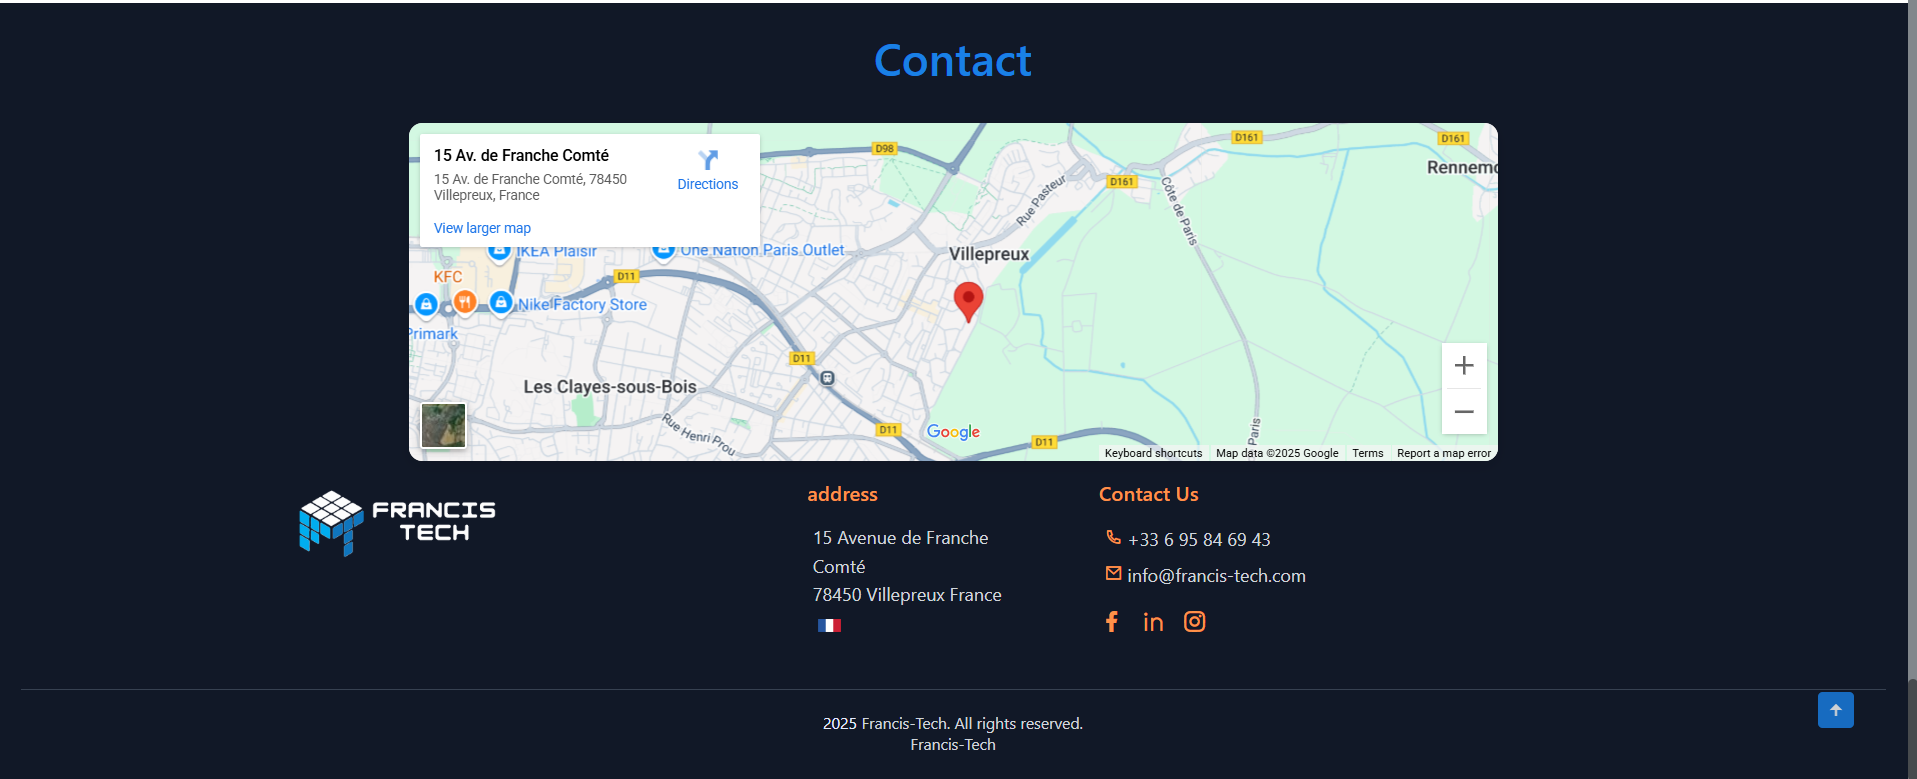 Contact
15 Av. de Franche Comté
15 Av. de Franche Comté, 78450
Villepreux, France
Directions
View larger map
D98
D161
D161
Rennemo
D161
Rue Pasteur
Côte de Paris
IKEA Plaisir
One Nation Paris Outlet
Villepreux
KFC
D11
Nike Factory Store
Primark
D11
Les Clayes-sous-Bois
Rue Henri Prou
D11
Google
D11
Paris
Keyboard shortcuts
Map data ©2025 Google
Terms
Report a map error
FRANCIS
TECH
address
15 Avenue de Franche
Comté
78450 Villepreux France
Contact Us
+33 6 95 84 69 43
info@francis-tech.com
2025 Francis-Tech. All rights reserved.
Francis-Tech